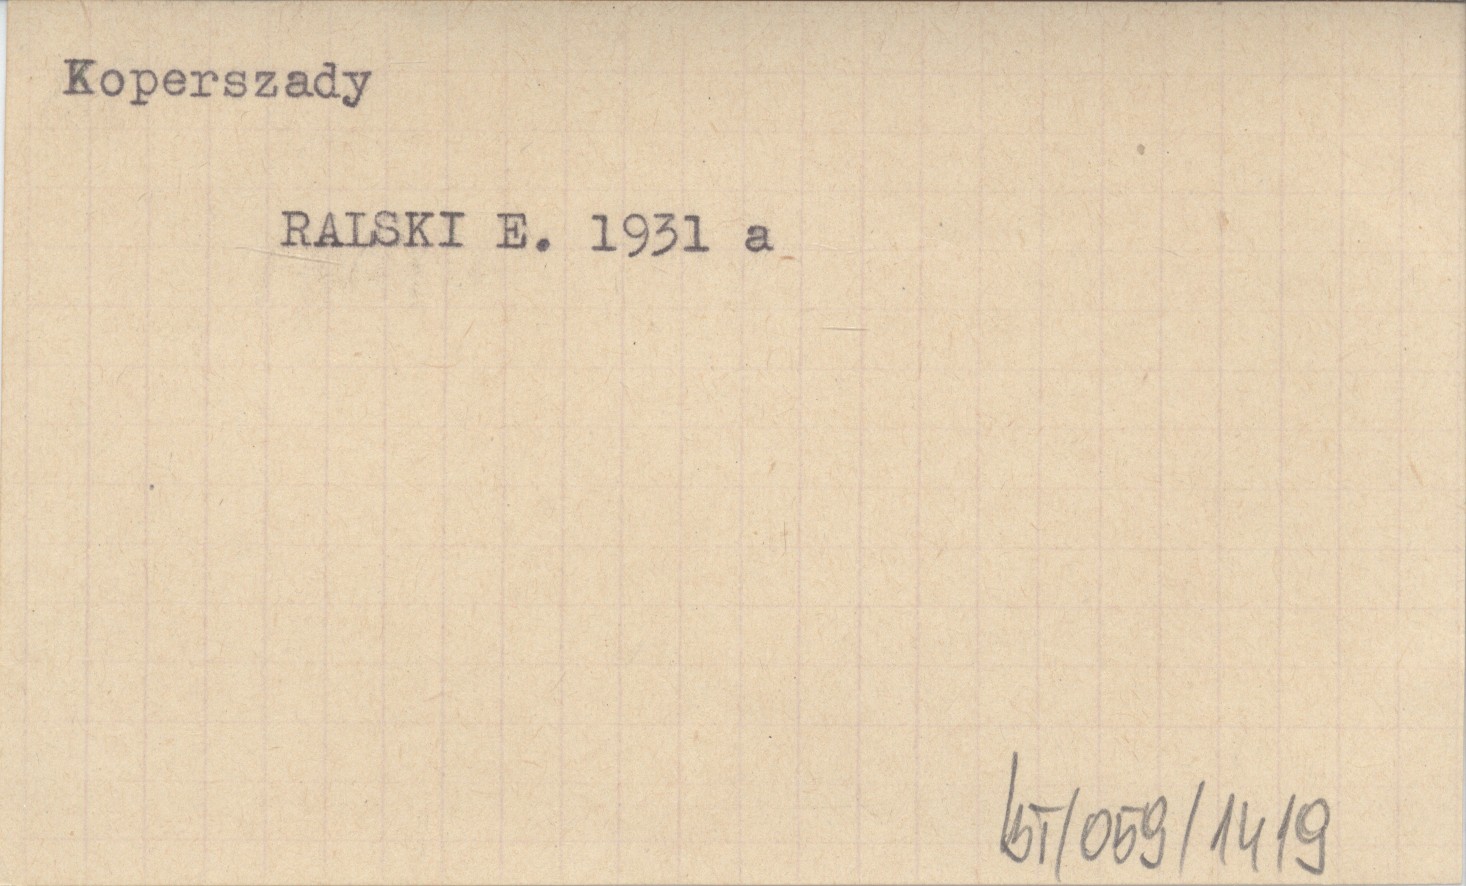 Koperszady
RALSKI E. 1931 a
BT/059/1419